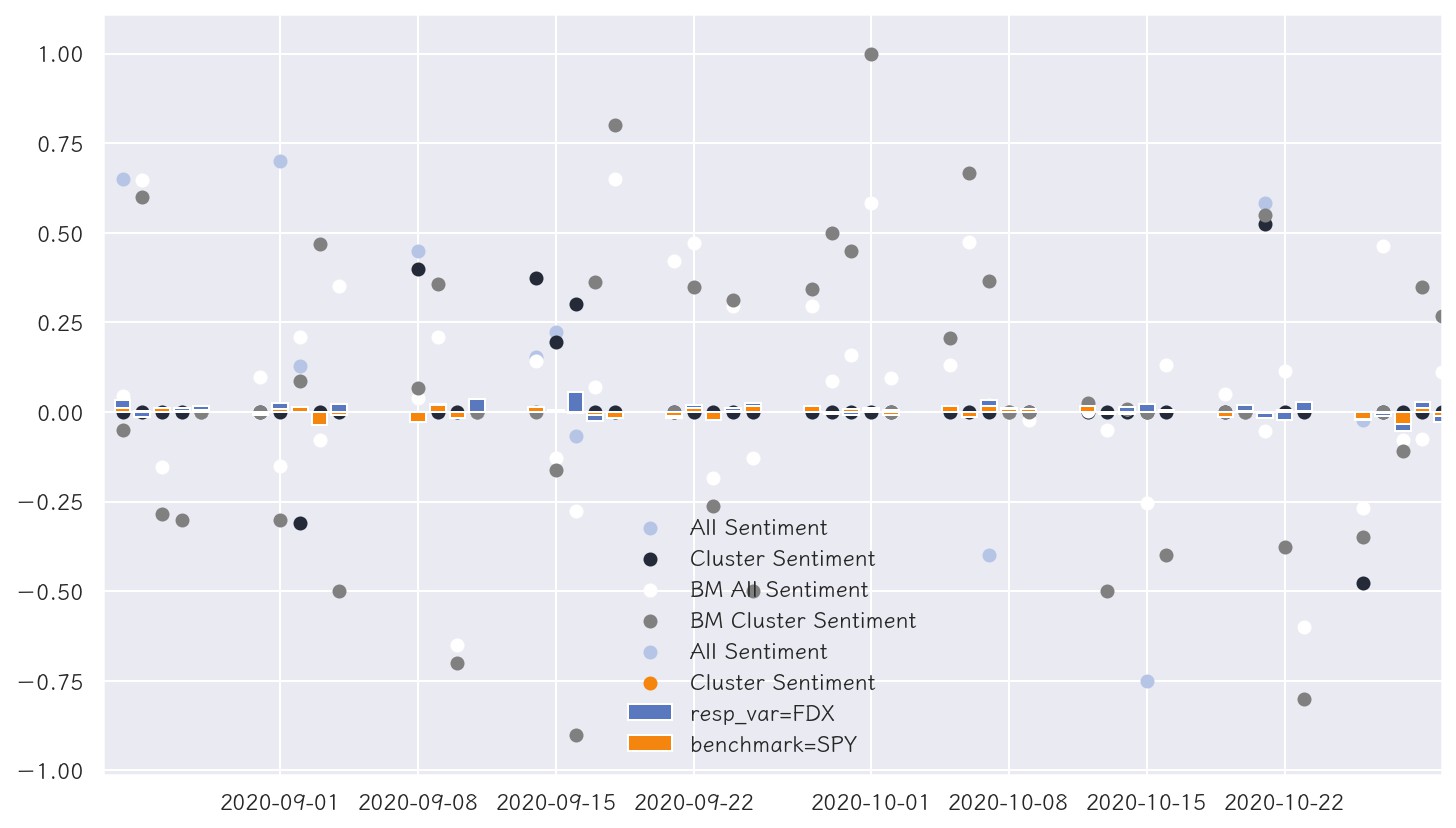 1.00
0.75
0.50
0.25
0.00
−0.25
−0.50
−0.75
−1.00
All Sentiment
Cluster Sentiment
BM All Sentiment
BM Cluster Sentiment
All Sentiment
Cluster Sentiment
resp_var=FDX
benchmark=SPY
2020-09-01 2020-09-08 2020-09-15 2020-09-22 2020-10-01 2020-10-08 2020-10-15 2020-10-22